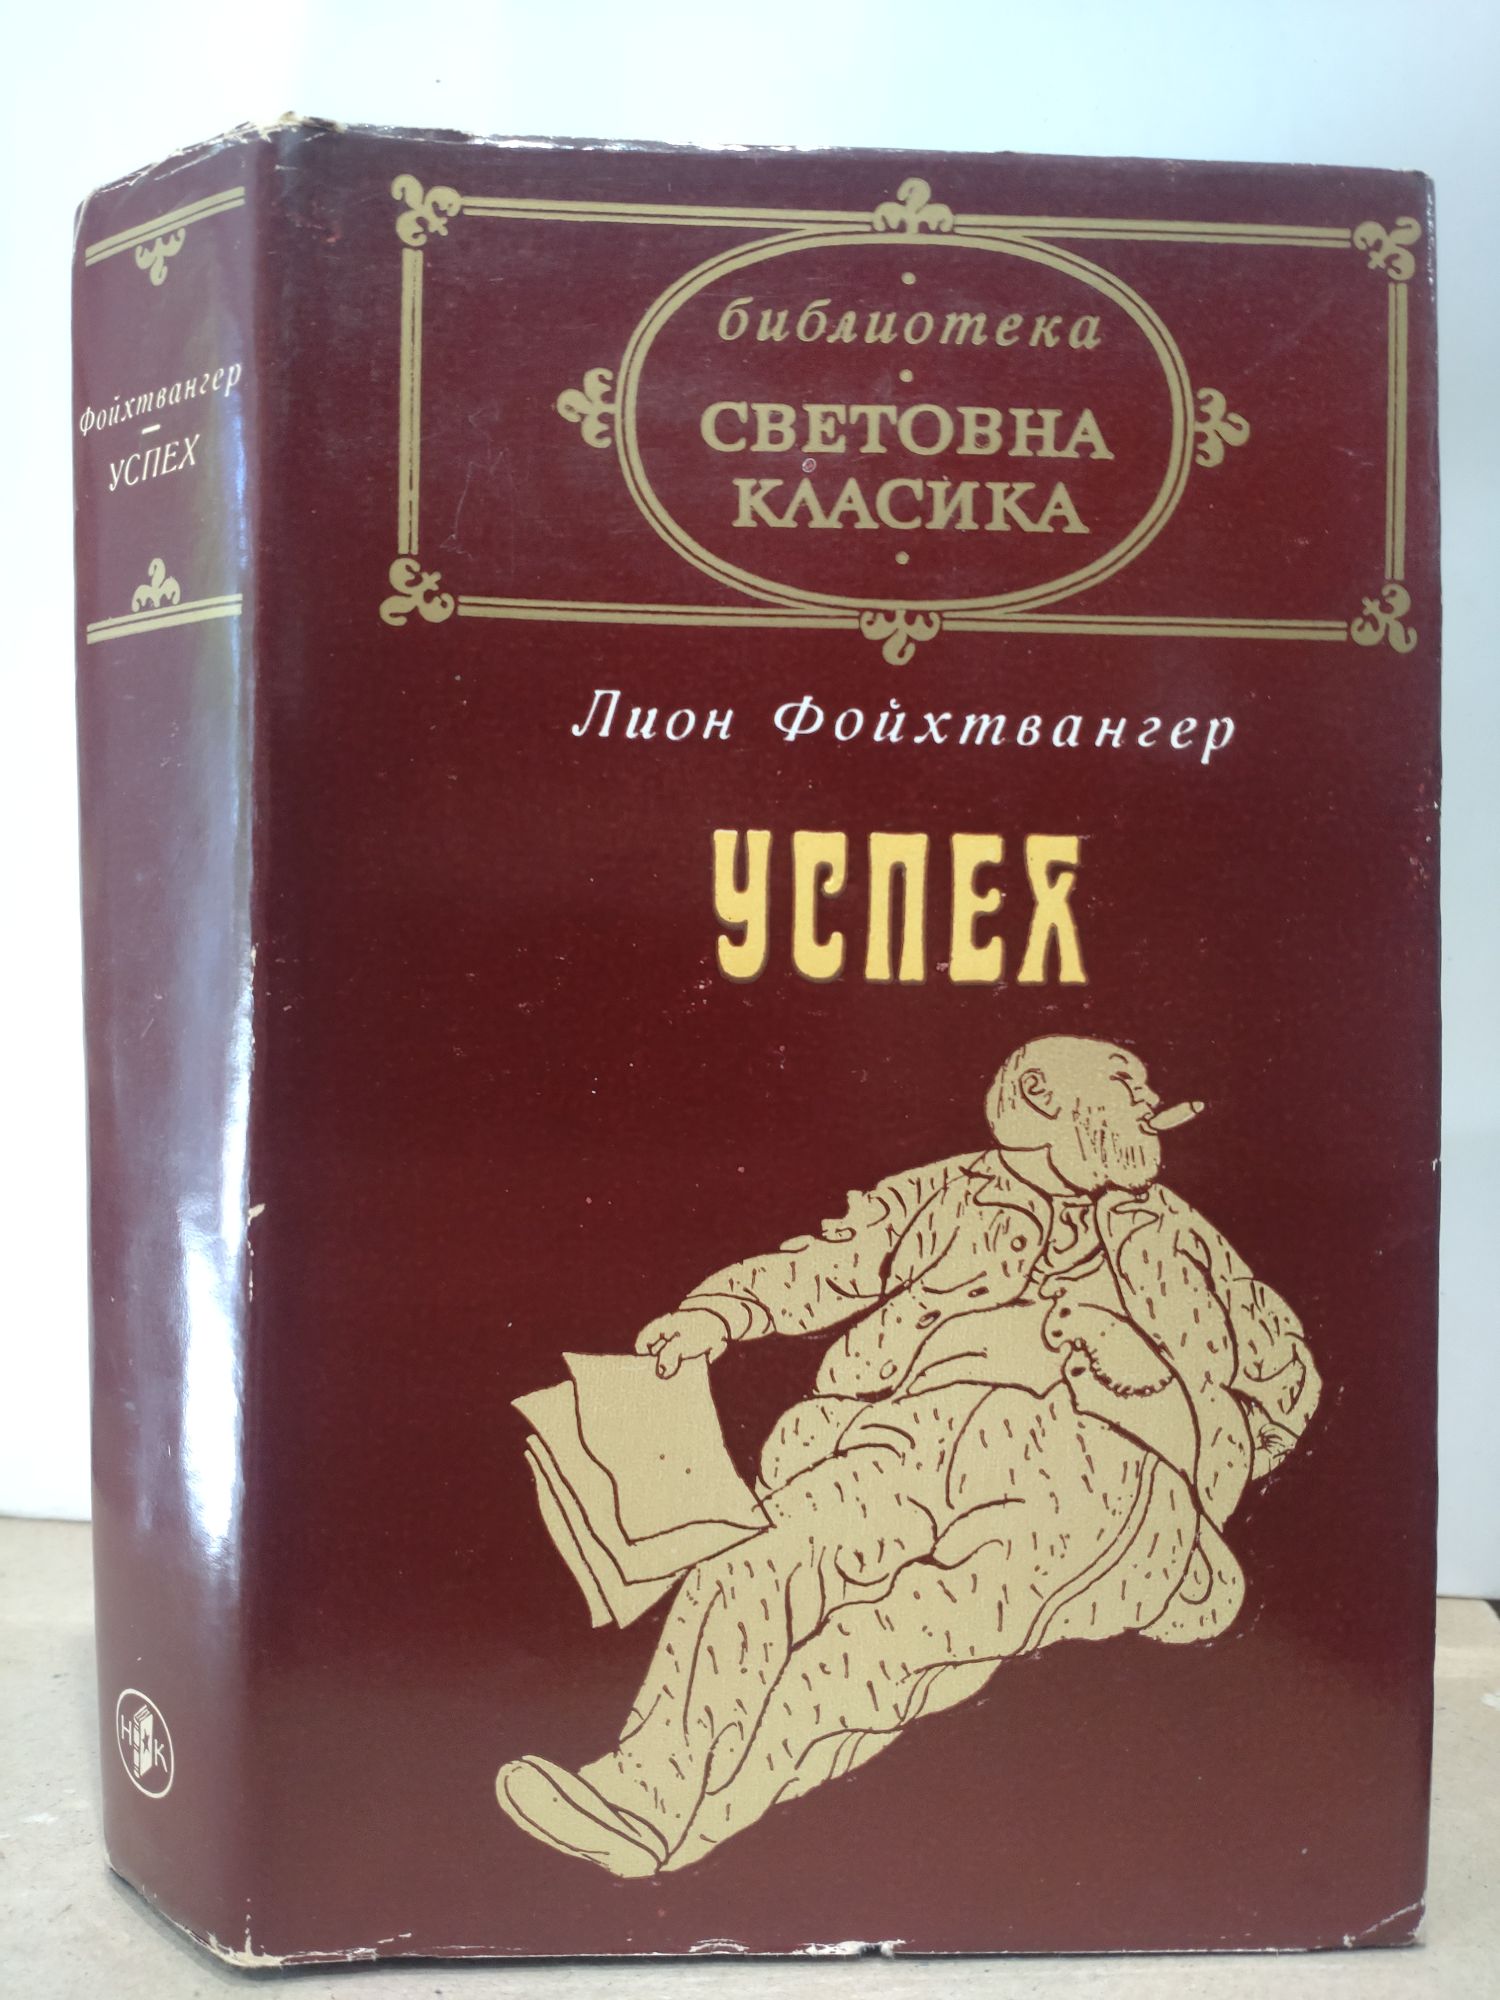 Фойхтвангер
–
УСПЕХ
Н К
библиотека
СВЕТОВНА
КЛАСИКА
Лион Фойхтвангер
УСПЕХ